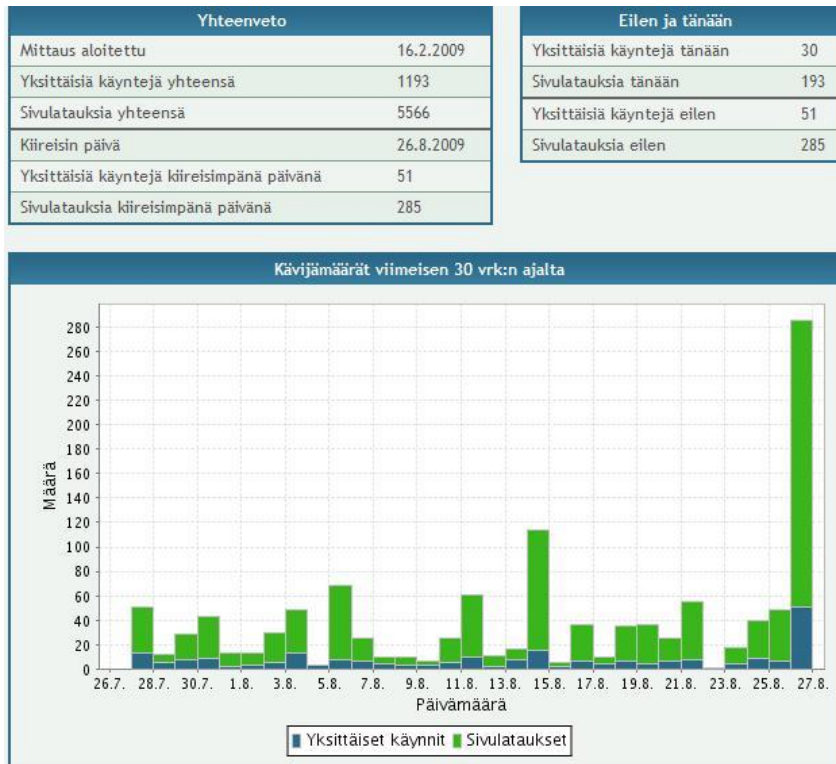 Yhteenveto
Mittaus aloitettu 16.2.2009
Yksittäisiä käyntejä yhteensä 1193
Sivulatauksia yhteensä 5566
Kiireisin päivä 26.8.2009
Yksittäisiä käyntejä kiireisimpänä päivänä 51
Sivulatauksia kiireisimpänä päivänä 285
Eilen ja tänään
Yksittäisiä käyntejä tänään 30
Sivulatauksia tänään 193
Yksittäisiä käyntejä eilen 51
Sivulatauksia eilen 285
Kävijämäärät viimeisen 30 vrk:n ajalta
280
260
240
220
200
180
160
140
120
100
80
60
40
20
0
Määrä
26.7. 28.7. 30.7. 1.8. 3.8. 5.8. 7.8. 9.8. 11.8. 13.8. 15.8. 17.8. 19.8. 21.8. 23.8. 25.8. 27.8.
Päivämäärä
Yksittäiset käynnit Sivulataukset